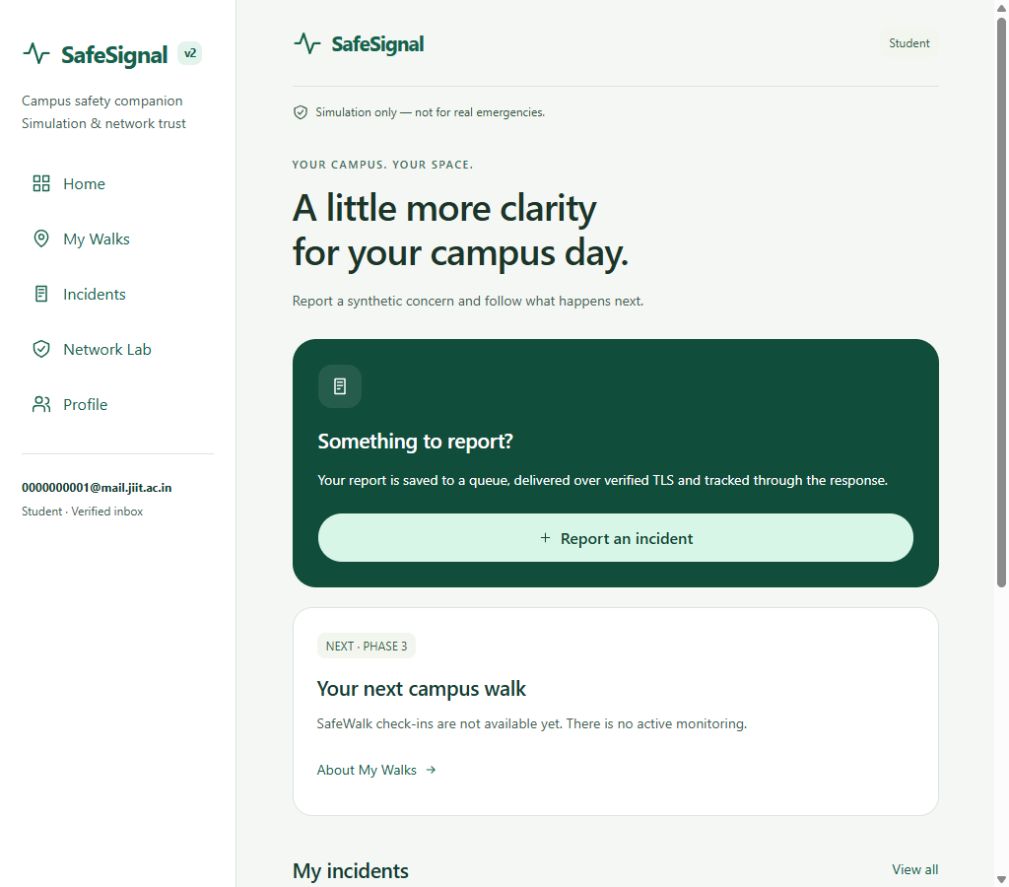 SafeSignal v2
Campus safety companion
Simulation & network trust
Home
My Walks
Incidents
Network Lab
Profile
0000000001@mail.jiit.ac.in
Student · Verified inbox
SafeSignal
Student
Simulation only — not for real emergencies.
YOUR CAMPUS. YOUR SPACE.
A little more clarity
for your campus day.
Report a synthetic concern and follow what happens next.
Something to report?
Your report is saved to a queue, delivered over verified TLS and tracked through the response.
+ Report an incident
NEXT · PHASE 3
Your next campus walk
SafeWalk check-ins are not available yet. There is no active monitoring.
About My Walks →
My incidents
View all